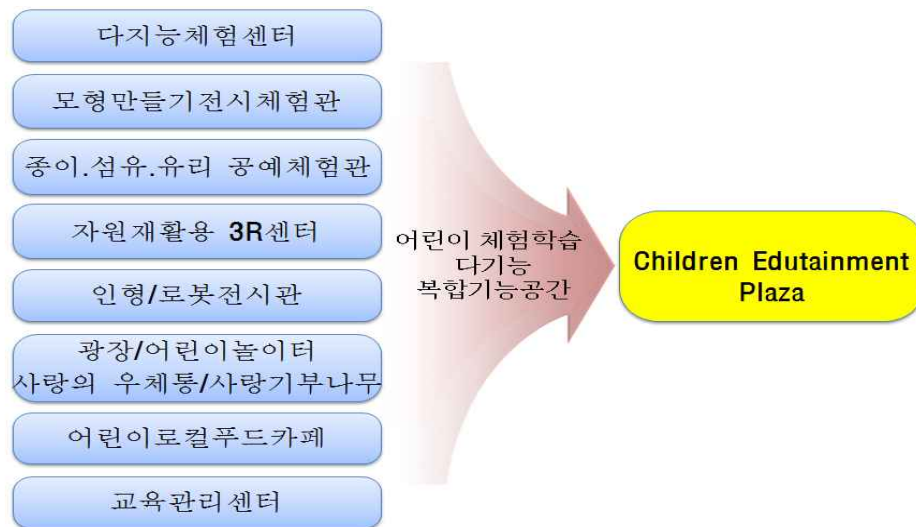 다지능체험센터
모형만들기전시체험관
종이.섬유.유리 공예체험관
자원재활용 3R센터
인형/로봇전시관
광장/어린이놀이터
사랑의 우체통/사랑기부나무
어린이로컬푸드카페
교육관리센터
어린이 체험학습
다기능
복합기능공간
Children Edutainment
Plaza